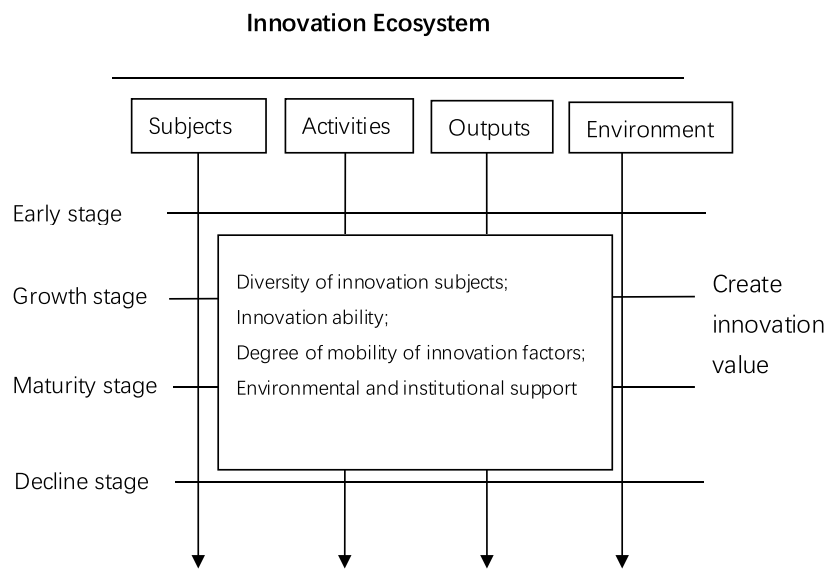 Innovation Ecosystem
Subjects
Activities
Outputs
Environment
Early stage
Growth stage
Maturity stage
Decline stage
Diversity of innovation subjects;
Innovation ability;
Degree of mobility of innovation factors;
Environmental and institutional support
Create
innovation
value